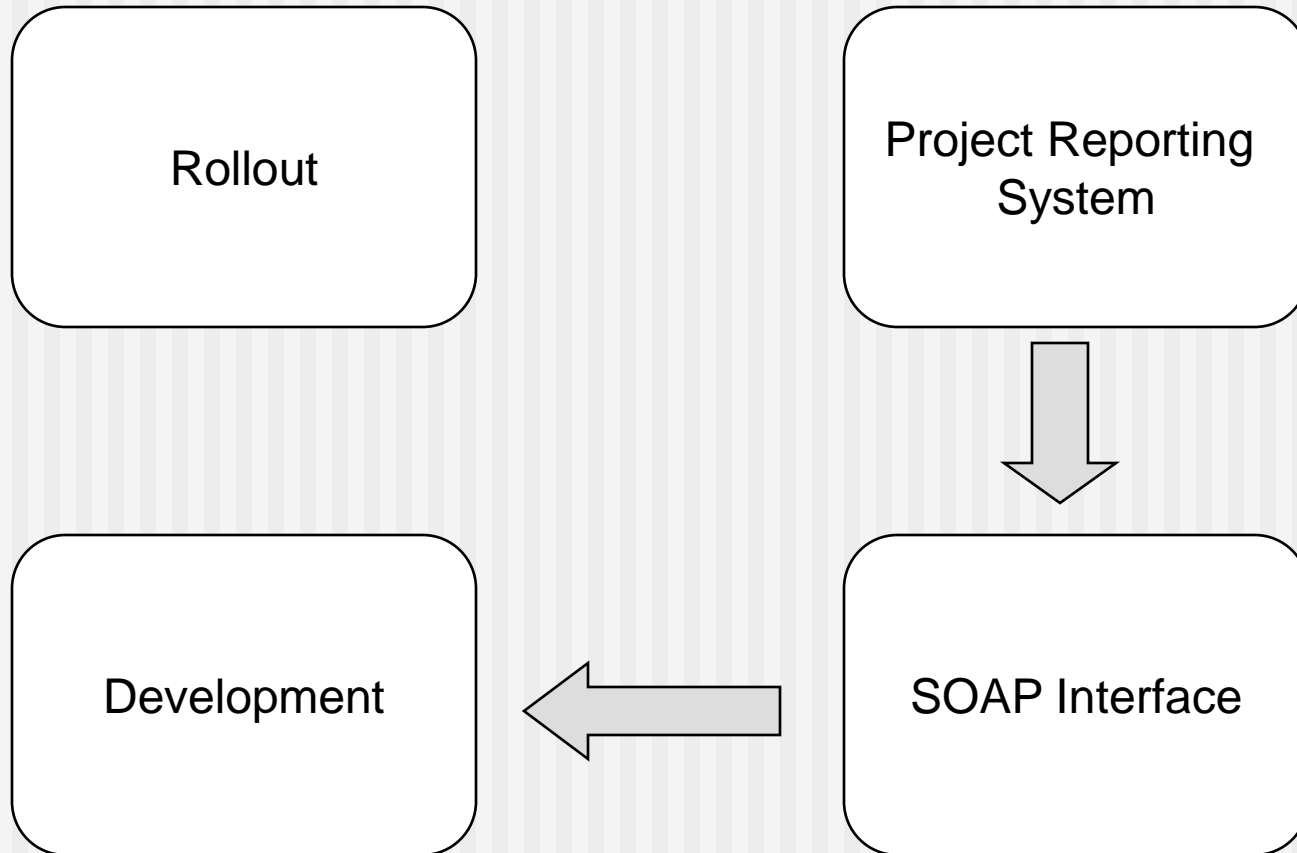 Rollout
Project Reporting
System
Development
SOAP Interface